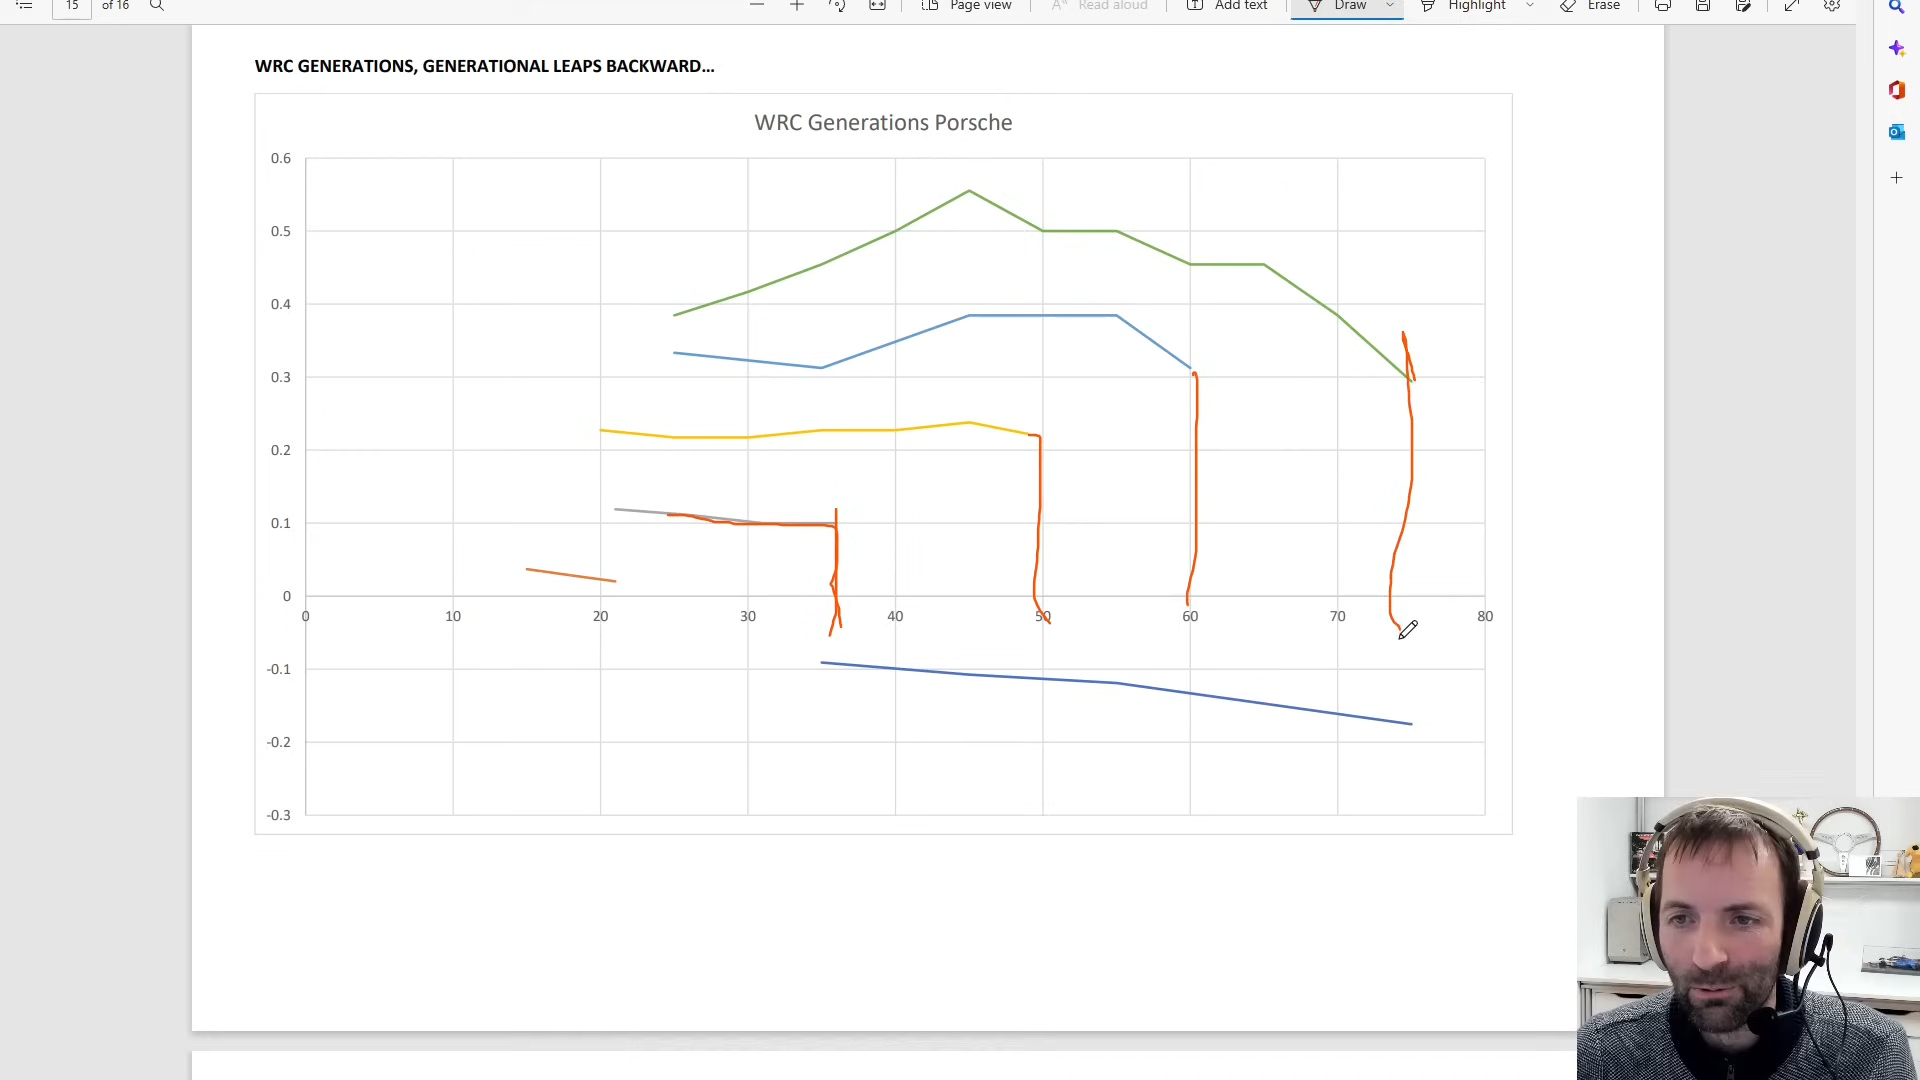 15 of 16 Page view Read aloud Add text Draw Highlight Erase
WRC GENERATIONS, GENERATIONAL LEAPS BACKWARD...
WRC Generations Porsche
0.6
0.5
0.4
0.3
0.2
0.1
0
0 10 20 30 40 50 60 70 80
-0.1
-0.2
-0.3